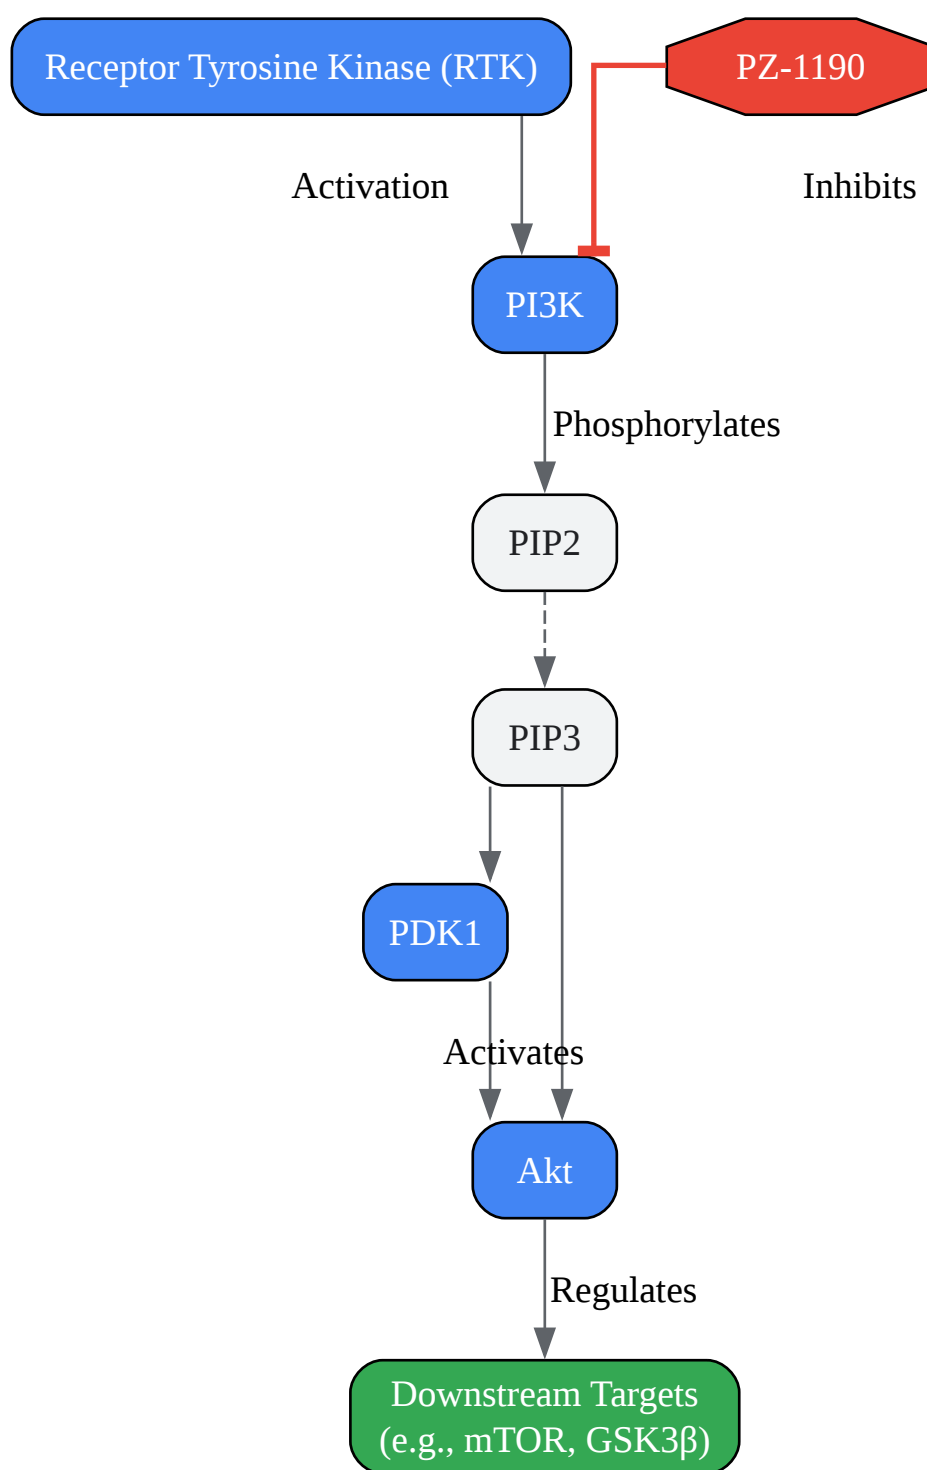 Receptor Tyrosine Kinase (RTK)
PZ-1190
Activation
Inhibits
PI3K
Phosphorylates
PIP2
PIP3
PDK1
Activates
Akt
Regulates
Downstream Targets
(e.g., mTOR, GSK3β)